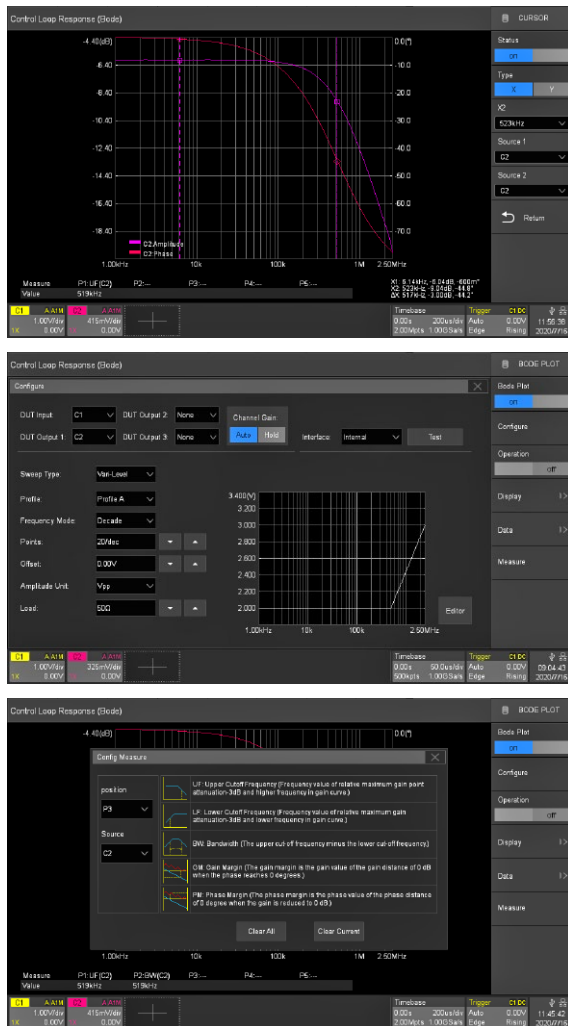 Control Loop Response (Bode)
CURSOR
-4.40(dB)
0.0(°)
Status
on
-6.40
-10.0
Type
X Y
-8.40
-20.0
X2
-10.40
-30.0
523kHz
Source 1
-12.40
-40.0
C2
-14.40
-50.0
Source 2
C2
-16.40
-60.0
Return
-18.40
-70.0
C2:Amplitude
C2:Phase
1.00kHz 10k 100k 1M 2.50MHz
Measure P1:UF(C2) P2:--- P3:--- P4:--- P5:---
Value 519kHz
X1: 6.14kHz, -6.04dB, -600m°
X2: 523kHz, -9.04dB, -44.8°
ΔX: 517kHz, -3.00dB, -44.2°
C1 C2 Timebase Trigger C1 DC
1.00V/div 415mV/div 0.00s 200us/div Auto 0.00V 11:56:38
1X 0.00V 0.00V 2.00Mpts 1.00GSa/s Edge Rising 2020/7/16
Control Loop Response (Bode)
BODE PLOT
Configure
Bode Plot
on
DUT Input: C1 DUT Output 2: None Channel Gain:
DUT Output 1: C2 DUT Output 3: None Auto Hold Interface: Internal Test
Configure
Operation
off
Sweep Type: Vari-Level
Profile: Profile A
Frequency Mode: Decade
Points: 20/dec
Offset: 0.00V
Amplitude Unit: Vpp
Load: 50Ω
3.400(V)
3.200
3.000
2.800
2.600
2.400
2.200
2.000
1.00kHz 10k 100k 2.50MHz
Editor
Display
Data
Measure
C1 C2 Timebase Trigger C1 DC
1.00V/div 325mV/div 0.00s 50.0us/div Auto 0.00V 09:04:43
1X 0.00V 0.00V 500kpts 1.00GSa/s Edge Rising 2020/7/16
Control Loop Response (Bode)
BODE PLOT
-4.40(dB)
0.0(°)
Bode Plot
on
Config Measure
position
P3
Source
C2
UF: Upper Cutoff Frequency (Frequency value of relative maximum gain point
attenuation-3dB and higher frequency in gain curve.)
LF: Lower Cutoff Frequency (Frequency value of relative maximum gain
attenuation-3dB and lower frequency in gain curve.)
BW: Bandwidth (The upper cut-off frequency minus the lower cut-off frequency.)
GM: Gain Margin (The gain margin is the gain value of the gain distance of 0 dB
when the phase reaches 0 degrees.)
PM: Phase Margin (The phase margin is the phase value of the phase distance
of 0 degree when the gain is reduced to 0 dB.)
Clear All Clear Current
Configure
Operation
off
Display
Data
Measure
1.00kHz 10k 100k 1M 2.50MHz
Measure P1:UF(C2) P2:BW(C2) P3:--- P4:--- P5:---
Value 519kHz 519kHz
C1 C2 Timebase Trigger C1 DC
1.00V/div 415mV/div 0.00s 200us/div Auto 0.00V 11:45:42
1X 0.00V 0.00V 2.00Mpts 1.00GSa/s Edge Rising 2020/7/16